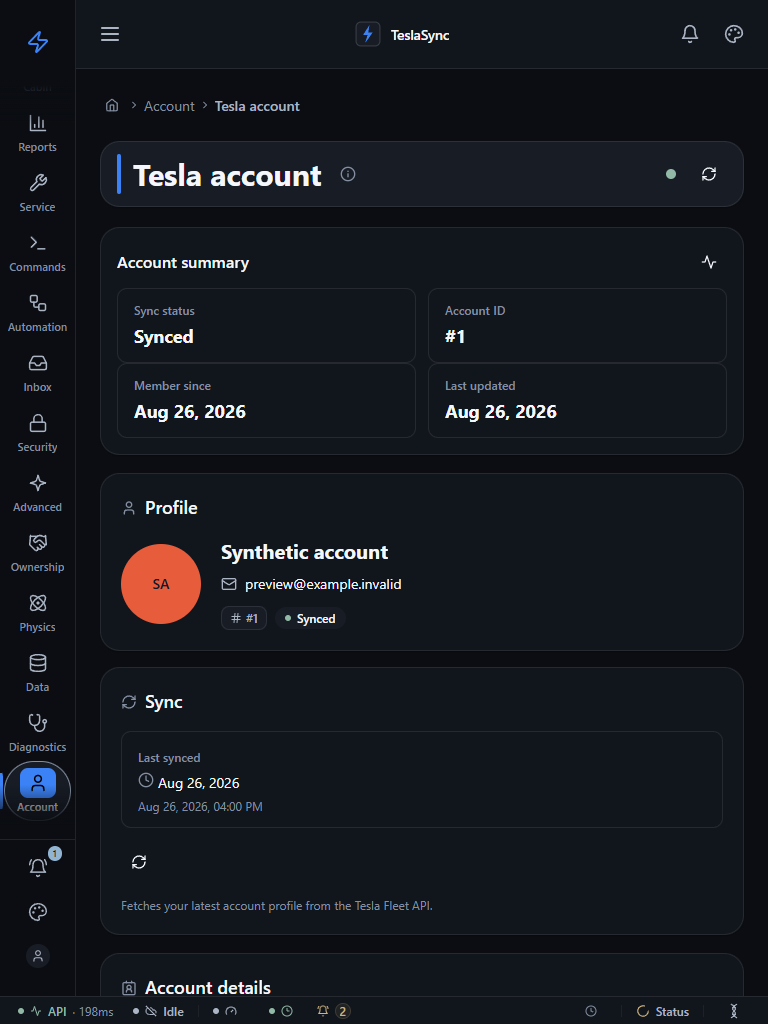 TeslaSync
Account
Tesla account
Reports
Service
Commands
Automation
Inbox
Security
Advanced
Ownership
Physics
Data
Diagnostics
Account
1
Tesla account
Account summary
Sync status
Synced
Account ID
#1
Member since
Aug 26, 2026
Last updated
Aug 26, 2026
Profile
SA
Synthetic account
preview@example.invalid
#1
Synced
Sync
Last synced
Aug 26, 2026
Aug 26, 2026, 04:00 PM
Fetches your latest account profile from the Tesla Fleet API.
Account details
API · 198ms
Idle
2
Status